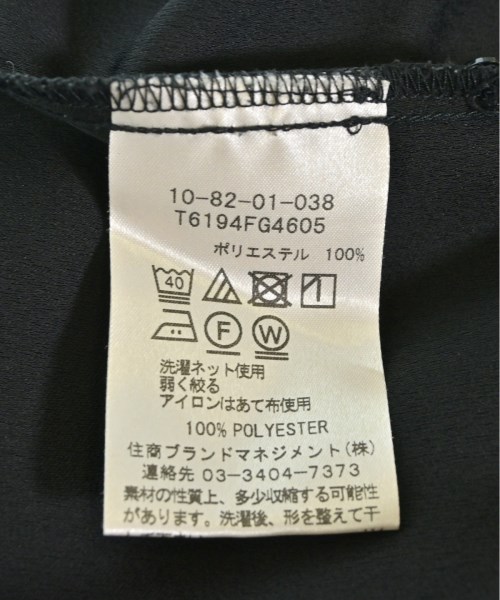 10-82-01-038
T6194FG4605
ポリエステル 100%
40
F W
洗濯ネット使用
弱く絞る
アイロンはあて布使用
100% POLYESTER
住商ブランドマネジメント(株)
連絡先 03-3404-7373
素材の性質上、多少収縮する可能性
があります。洗濯後、形を整えて干